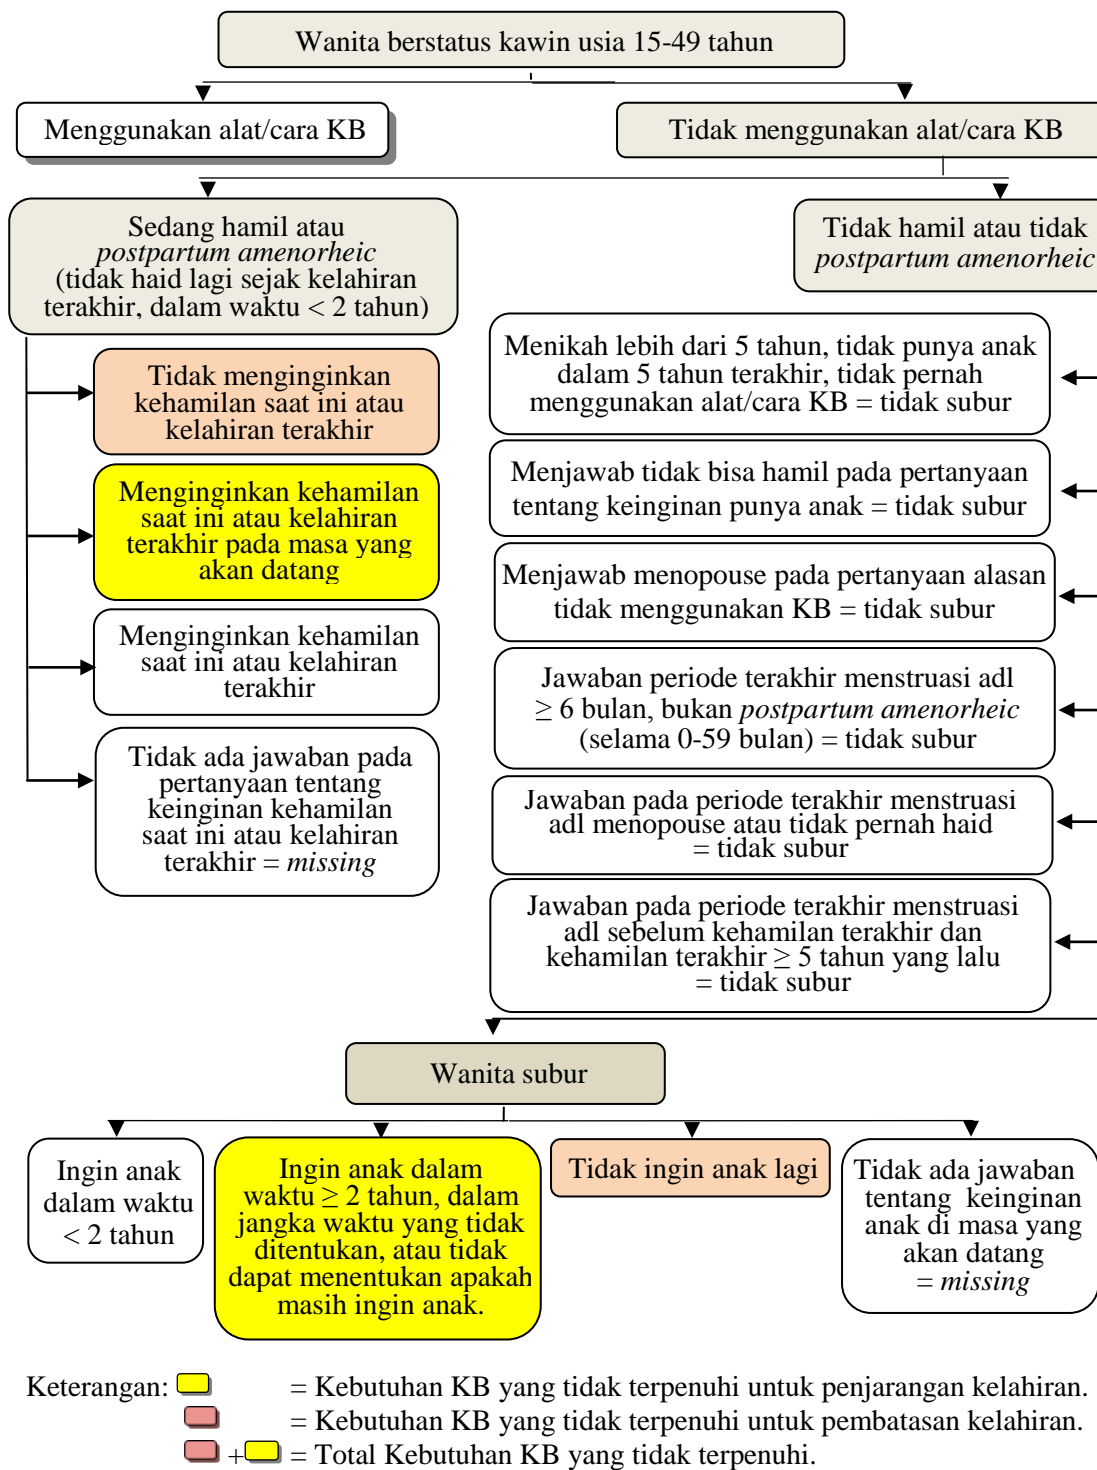 Wanita berstatus kawin usia 15-49 tahun
Menggunakan alat/cara KB
Tidak menggunakan alat/cara KB
Sedang hamil atau
postpartum amenorheic
(tidak haid lagi sejak kelahiran
terakhir, dalam waktu < 2 tahun)
Tidak hamil atau tidak
postpartum amenorheic
Tidak menginginkan
kehamilan saat ini atau
kelahiran terakhir
Menginginkan kehamilan
saat ini atau kelahiran
terakhir pada masa yang
akan datang
Menginginkan kehamilan
saat ini atau kelahiran
terakhir
Tidak ada jawaban pada
pertanyaan tentang
keinginan kehamilan
saat ini atau kelahiran
terakhir = missing
Menikah lebih dari 5 tahun, tidak punya anak
dalam 5 tahun terakhir, tidak pernah
menggunakan alat/cara KB = tidak subur
Menjawab tidak bisa hamil pada pertanyaan
tentang keinginan punya anak = tidak subur
Menjawab menopouse pada pertanyaan alasan
tidak menggunakan KB = tidak subur
Jawaban periode terakhir menstruasi adl
≥ 6 bulan, bukan postpartum amenorheic
(selama 0-59 bulan) = tidak subur
Jawaban pada periode terakhir menstruasi
adl menopouse atau tidak pernah haid
= tidak subur
Jawaban pada periode terakhir menstruasi
adl sebelum kehamilan terakhir dan
kehamilan terakhir ≥ 5 tahun yang lalu
= tidak subur
Wanita subur
Ingin anak
dalam waktu
< 2 tahun
Ingin anak dalam
waktu ≥ 2 tahun, dalam
jangka waktu yang tidak
ditentukan, atau tidak
dapat menentukan apakah
masih ingin anak.
Tidak ingin anak lagi
Tidak ada jawaban
tentang keinginan
anak di masa yang
akan datang
= missing
Keterangan: = Kebutuhan KB yang tidak terpenuhi untuk penjarangan kelahiran.
= Kebutuhan KB yang tidak terpenuhi untuk pembatasan kelahiran.
+ = Total Kebutuhan KB yang tidak terpenuhi.